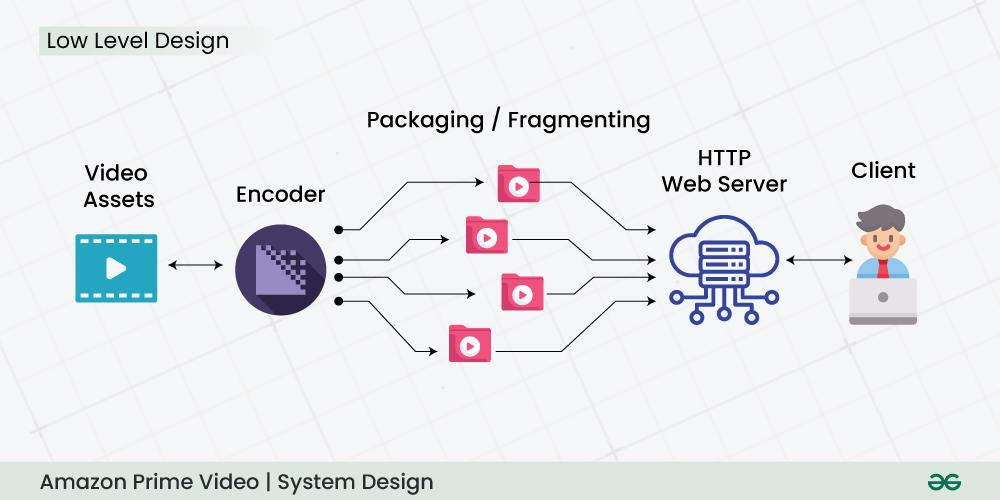 Low Level Design
Packaging / Fragmenting
Video
Assets
Encoder
HTTP
Web Server
Client
Amazon Prime Video | System Design